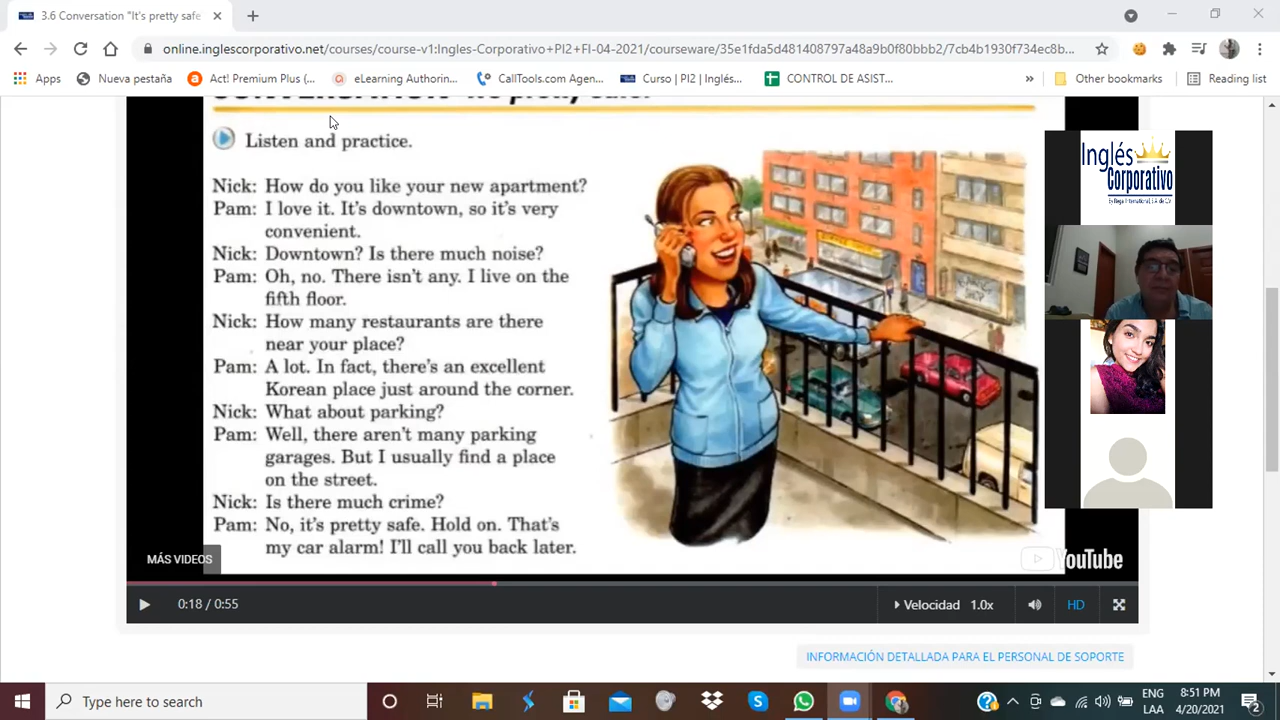 3.6 Conversation "It's pretty safe
online.inglescorporativo.net/courses/course-v1:Ingles-Corporativo+PI2+FI-04-2021/courseware/35e1fda5d481408797a48a9b0f80bbb2/7cb4b1930f734ec8b...
Apps
Nueva pestaña
Act! Premium Plus (...
eLearning Authorin...
CallTools.com Agen...
Curso | PI2 | Inglés...
CONTROL DE ASIST...
»
Other bookmarks
Reading list
Listen and practice.
Nick: How do you like your new apartment?
Pam: I love it. It's downtown, so it's very
convenient.
Nick: Downtown? Is there much noise?
Pam: Oh, no. There isn't any. I live on the
fifth floor.
Nick: How many restaurants are there
near your place?
Pam: A lot. In fact, there's an excellent
Korean place just around the corner.
Nick: What about parking?
Pam: Well, there aren't many parking
garages. But I usually find a place
on the street.
Nick: Is there much crime?
Pam: No, it's pretty safe. Hold on. That's
my car alarm! I'll call you back later.
Inglés
Corporativo
MÁS VIDEOS
YouTube
0:18 / 0:55
Velocidad 1.0x
HD
INFORMACIÓN DETALLADA PARA EL PERSONAL DE SOPORTE
Type here to search
ENG
LAA
8:51 PM
4/20/2021
2